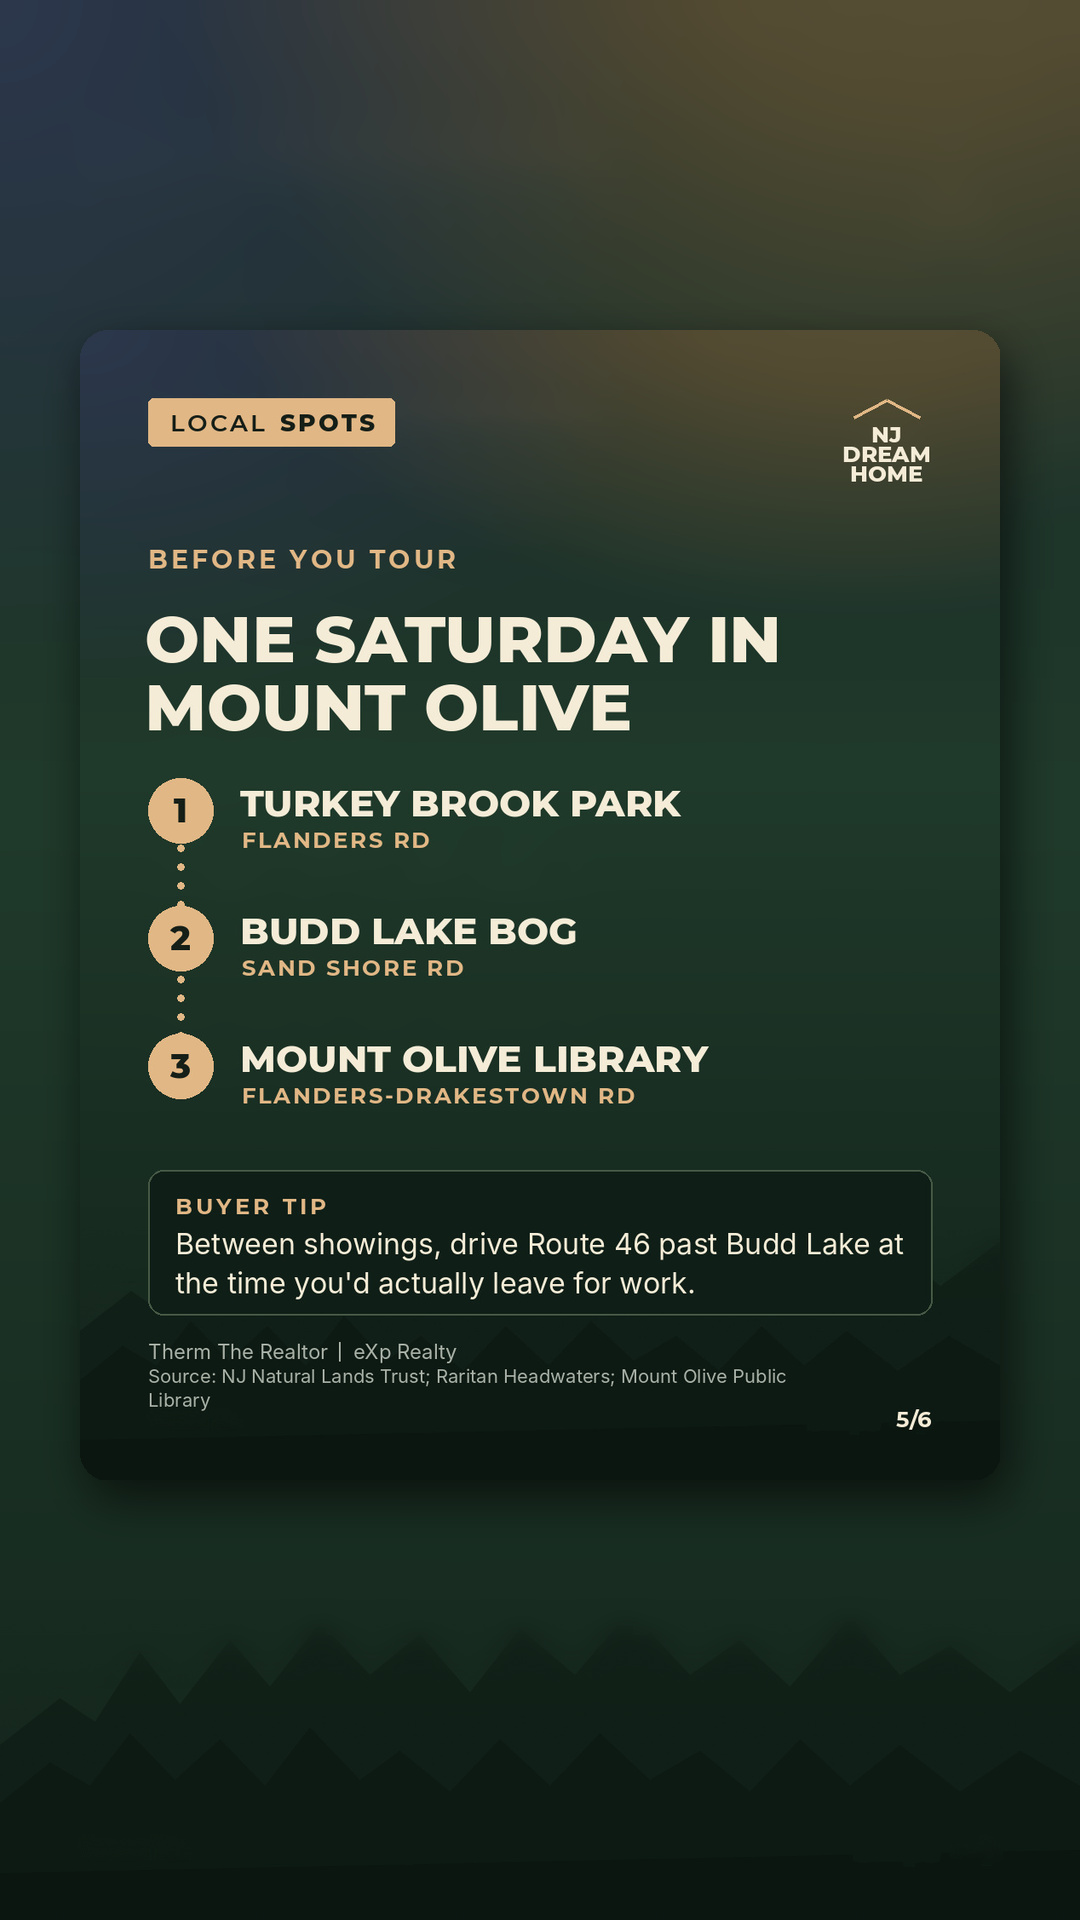 LOCAL SPOTS
NJ
DREAM
HOME
BEFORE YOU TOUR
ONE SATURDAY IN
MOUNT OLIVE
1
TURKEY BROOK PARK
FLANDERS RD
2
BUDD LAKE BOG
SAND SHORE RD
3
MOUNT OLIVE LIBRARY
FLANDERS-DRAKESTOWN RD
BUYER TIP
Between showings, drive Route 46 past Budd Lake at
the time you'd actually leave for work.
Therm The Realtor | eXp Realty
Source: NJ Natural Lands Trust; Raritan Headwaters; Mount Olive Public
Library
5/6